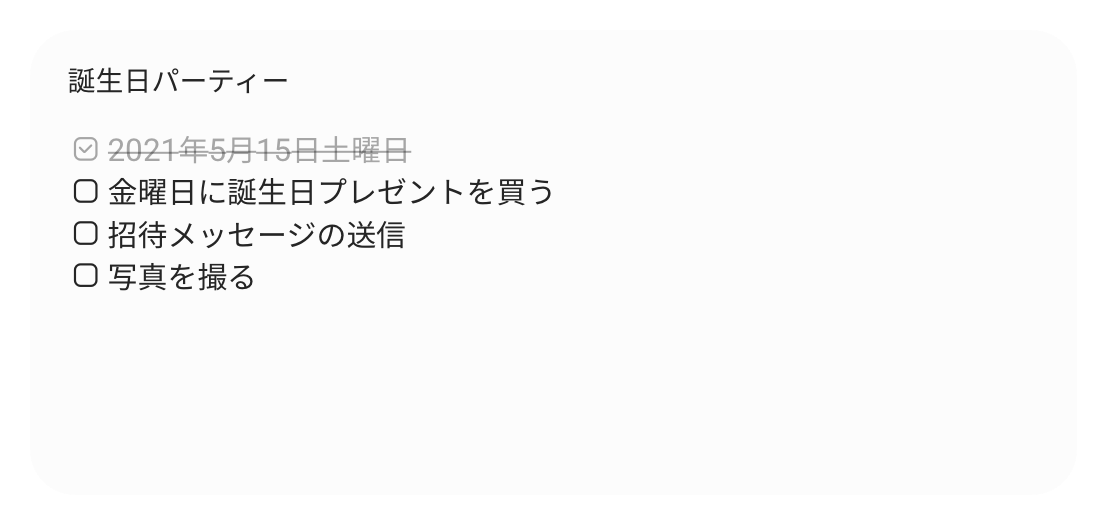 誕生日パーティー
2021年5月15日土曜日
金曜日に誕生日プレゼントを買う
招待メッセージの送信
写真を撮る